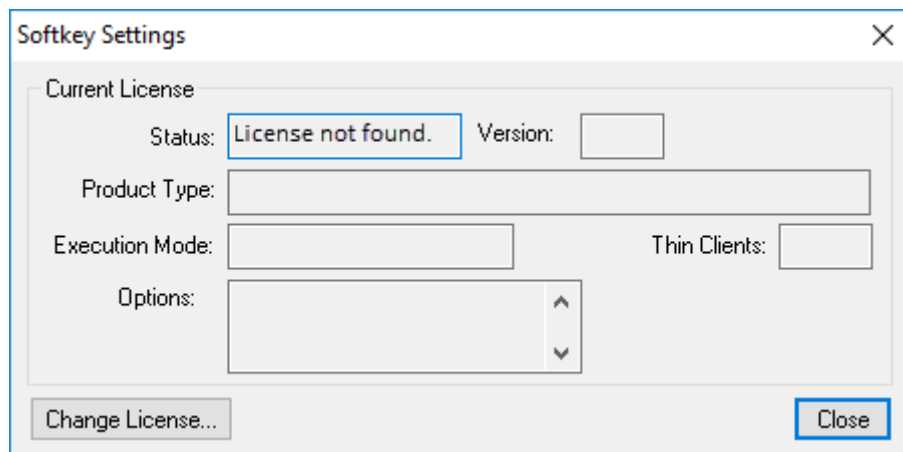 Softkey Settings
Current License
Status: License not found. Version:
Product Type:
Execution Mode: Thin Clients:
Options:
Change License... Close